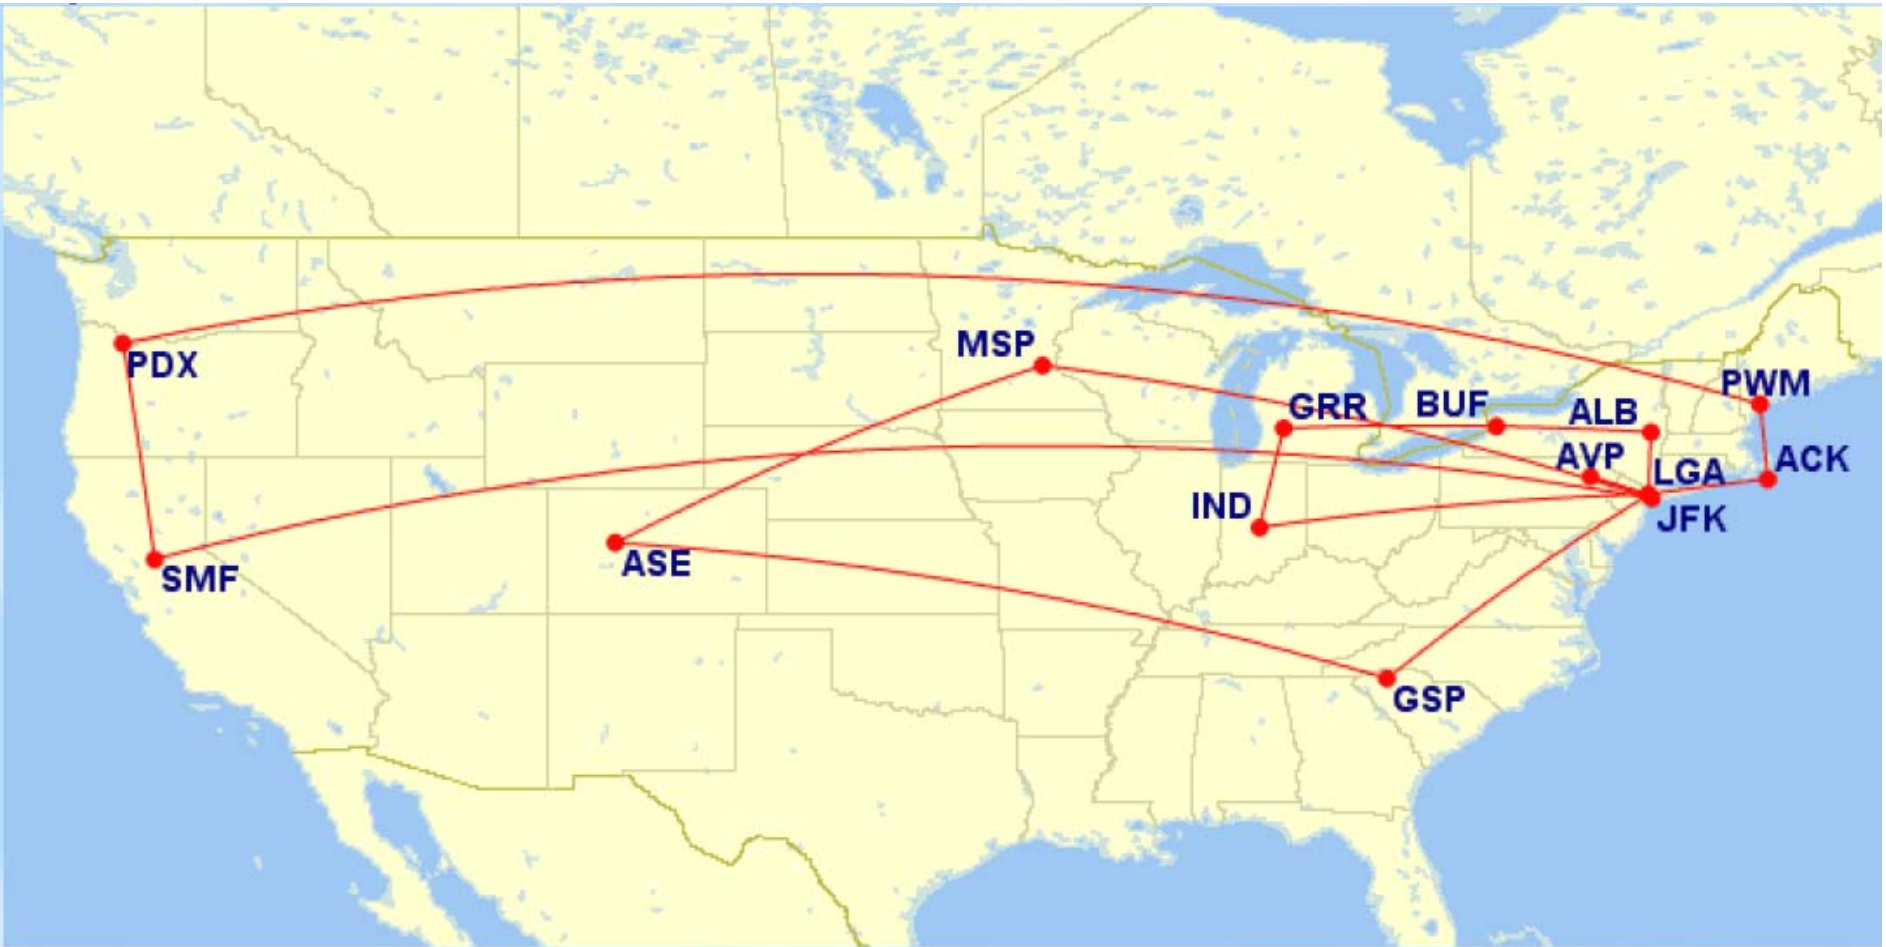 MSP
PDX
PWM
GRR
BUF
ALB
AVP
LGA
ACK
IND
JFK
ASE
SMF
GSP